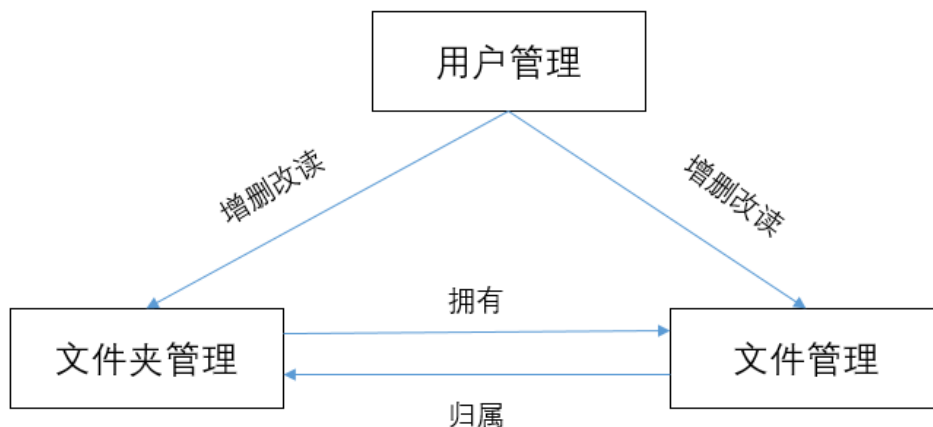 用户管理
增删改读
增删改读
拥有
文件夹管理
文件管理
归属